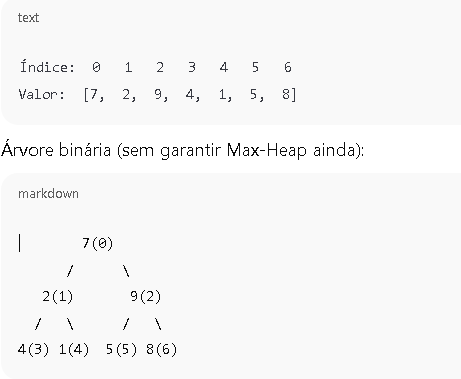 text
Índice:  0   1   2   3   4   5   6
Valor:  [7,  2,  9,  4,  1,  5,  8]
Árvore binária (sem garantir Max-Heap ainda):
markdown
|       7(0)
      /      \
   2(1)       9(2)
  /   \      /   \
4(3) 1(4)  5(5) 8(6)